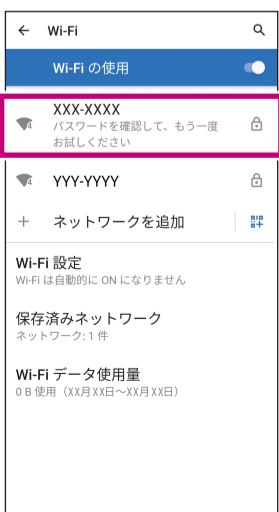 Wi-Fi
Wi-Fi の使用
XXX-XXXX
パスワードを確認して、もう一度
お試しください
4
YYY-YYYY
4
ネットワークを追加
Wi-Fi 設定
Wi-Fi は自動的に ON になりません
保存済みネットワーク
ネットワーク: 1 件
Wi-Fi データ使用量
0 B 使用（XX月XX日～XX月XX日）